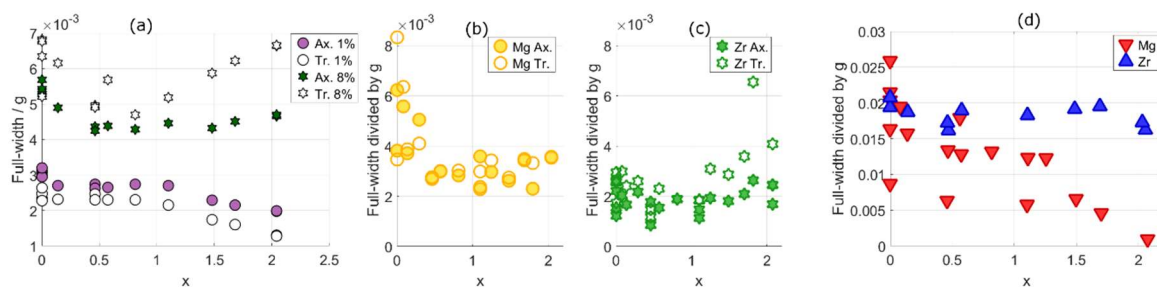 (a)
×10⁻³
Full-width / g
7
6
5
4
3
2
1
0
0.5
1
1.5
2
2.5
x
Ax. 1%
Tr. 1%
Ax. 8%
Tr. 8%
(b)
×10⁻³
Full-width divided by g
8
6
4
2
0
0
1
2
x
Mg Ax.
Mg Tr.
(c)
×10⁻³
Full-width divided by g
8
6
4
2
0
0
1
2
x
Zr Ax.
Zr Tr.
(d)
Full-width divided by g
0.03
0.025
0.02
0.015
0.01
0.005
0
0
0.5
1
1.5
2
x
Mg
Zr